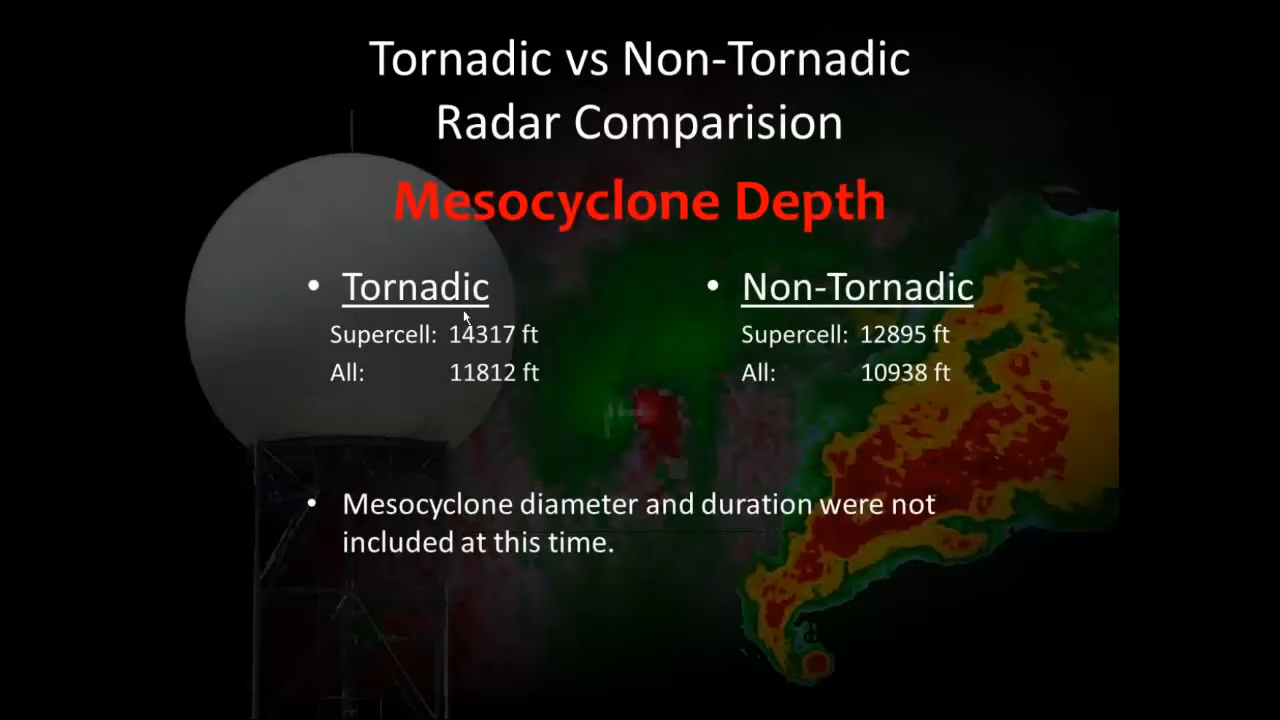 Tornadic vs Non-Tornadic
Radar Comparision
Mesocyclone Depth
• Tornadic
Supercell: 14317 ft
All: 11812 ft
• Non-Tornadic
Supercell: 12895 ft
All: 10938 ft
• Mesocyclone diameter and duration were not
included at this time.